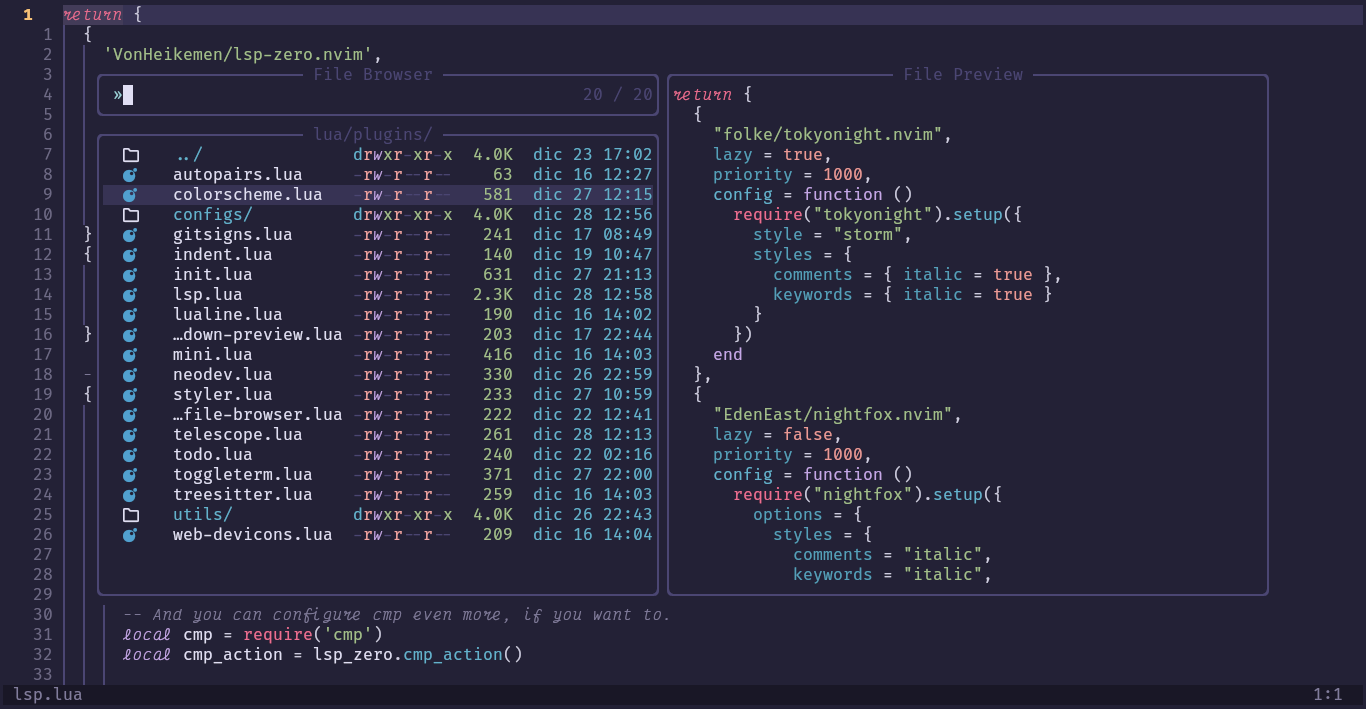 1 return {
1 {
2 'VonHeikemen/lsp-zero.nvim',
3
4
5
6
7
8
9
10
11 }
12 {
13
14
15
16 }
17
18 -
19 {
20
21
22
23
24
25
26
27
28
29
File Browser
» 20 / 20
lua/plugins/
../ drwxr-xr-x 4.0K dic 23 17:02
autopairs.lua -rw-r--r-- 63 dic 16 12:27
colorscheme.lua -rw-r--r-- 581 dic 27 12:15
configs/ drwxr-xr-x 4.0K dic 28 12:56
gitsigns.lua -rw-r--r-- 241 dic 17 08:49
indent.lua -rw-r--r-- 140 dic 19 10:47
init.lua -rw-r--r-- 631 dic 27 21:13
lsp.lua -rw-r--r-- 2.3K dic 28 12:58
lualine.lua -rw-r--r-- 190 dic 16 14:02
…down-preview.lua -rw-r--r-- 203 dic 17 22:44
mini.lua -rw-r--r-- 416 dic 16 14:03
neodev.lua -rw-r--r-- 330 dic 26 22:59
styler.lua -rw-r--r-- 233 dic 27 10:59
…file-browser.lua -rw-r--r-- 222 dic 22 12:41
telescope.lua -rw-r--r-- 261 dic 28 12:13
todo.lua -rw-r--r-- 240 dic 22 02:16
toggleterm.lua -rw-r--r-- 371 dic 27 22:00
treesitter.lua -rw-r--r-- 259 dic 16 14:03
utils/ drwxr-xr-x 4.0K dic 26 22:43
web-devicons.lua -rw-r--r-- 209 dic 16 14:04
File Preview
return {
{
"folke/tokyonight.nvim",
lazy = true,
priority = 1000,
config = function ()
require("tokyonight").setup({
style = "storm",
styles = {
comments = { italic = true },
keywords = { italic = true }
}
})
end
},
{
"EdenEast/nightfox.nvim",
lazy = false,
priority = 1000,
config = function ()
require("nightfox").setup({
options = {
styles = {
comments = "italic",
keywords = "italic",
30 -- And you can configure cmp even more, if you want to.
31 local cmp = require('cmp')
32 local cmp_action = lsp_zero.cmp_action()
33
lsp.lua 1:1